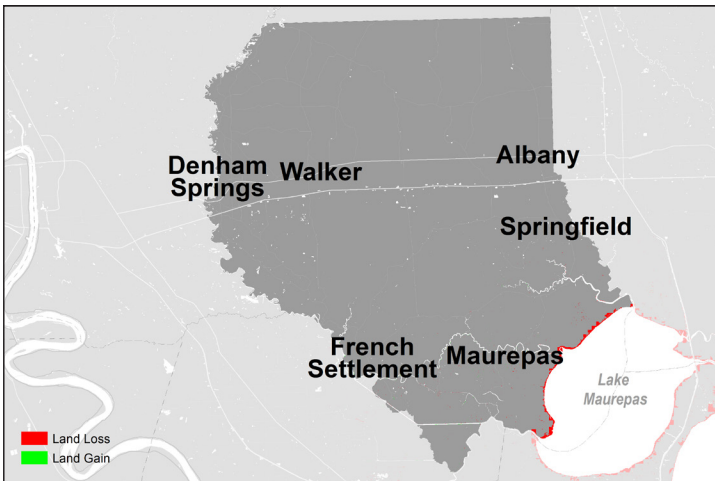 Denham
Springs
Walker
Albany
Springfield
French
Settlement
Maurepas
Lake
Maurepas
Land Loss
Land Gain